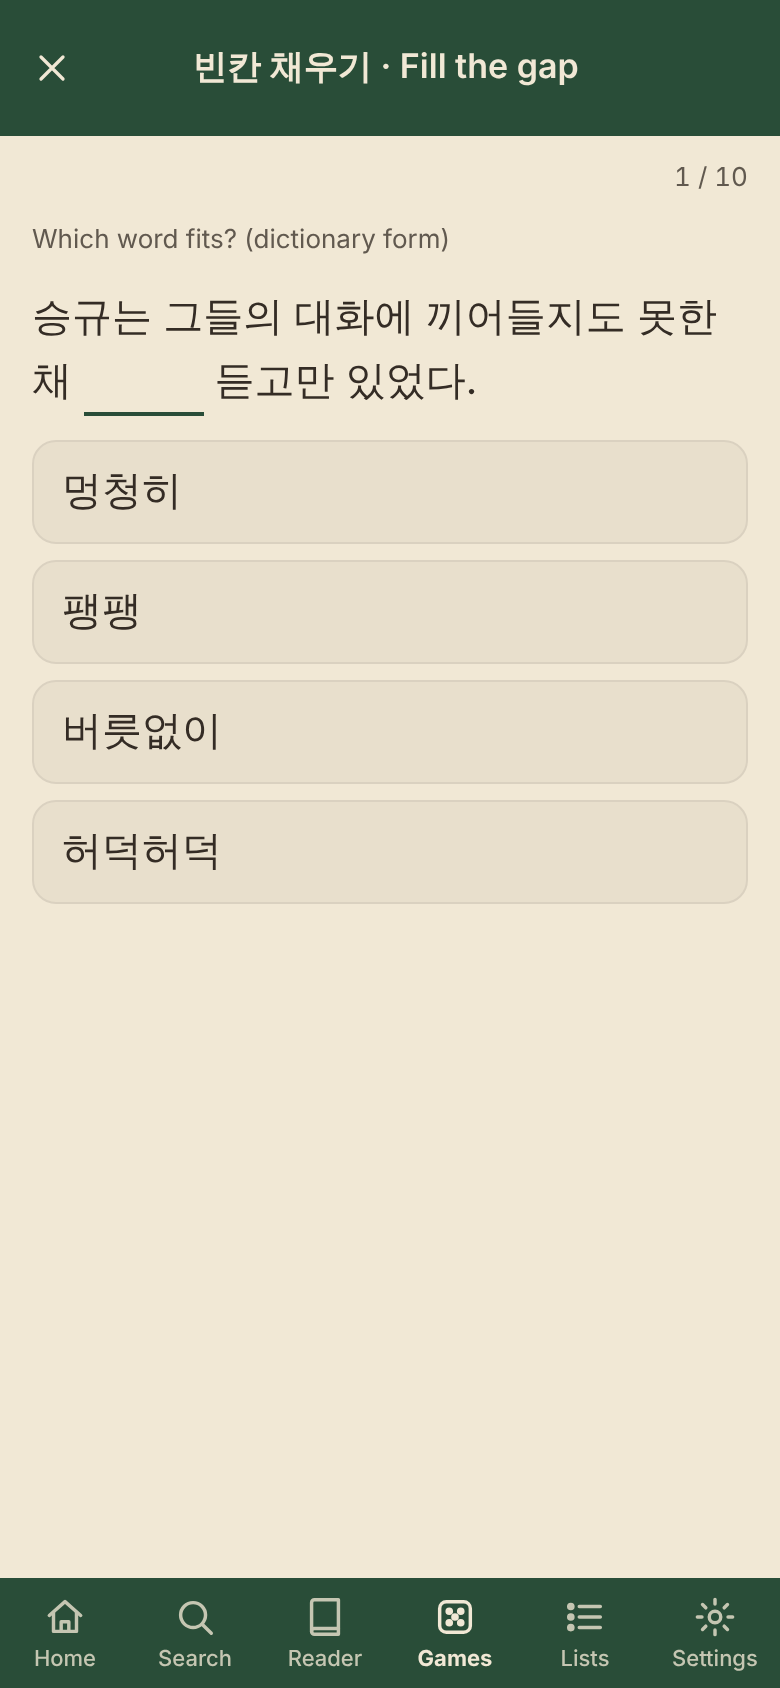 빈칸 채우기 · Fill the gap
1 / 10
Which word fits? (dictionary form)
승규는 그들의 대화에 끼어들지도 못한
채 ______ 듣고만 있었다.
멍청히
팽팽
버릇없이
허덕허덕
Home Search Reader Games Lists Settings